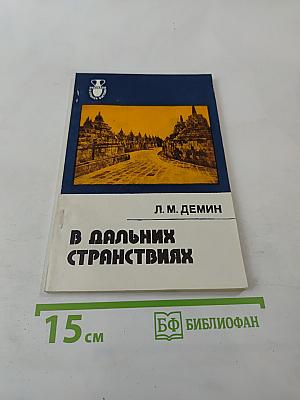 Л. М. ДЕМИН
В ДАЛЬНИХ
СТРАНСТВИЯХ
15 см
БФ БИБЛИОФАН